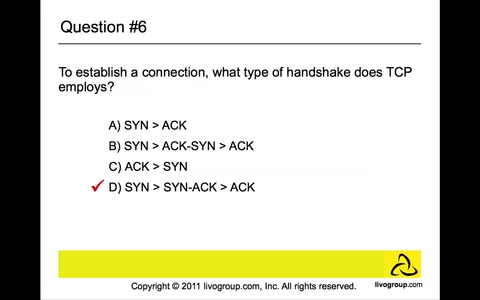 Question #6
To establish a connection, what type of handshake does TCP
employs?
A) SYN > ACK
B) SYN > ACK-SYN > ACK
C) ACK > SYN
D) SYN > SYN-ACK > ACK
livogroup.com
Copyright © 2011 livogroup.com, Inc. All rights reserved.